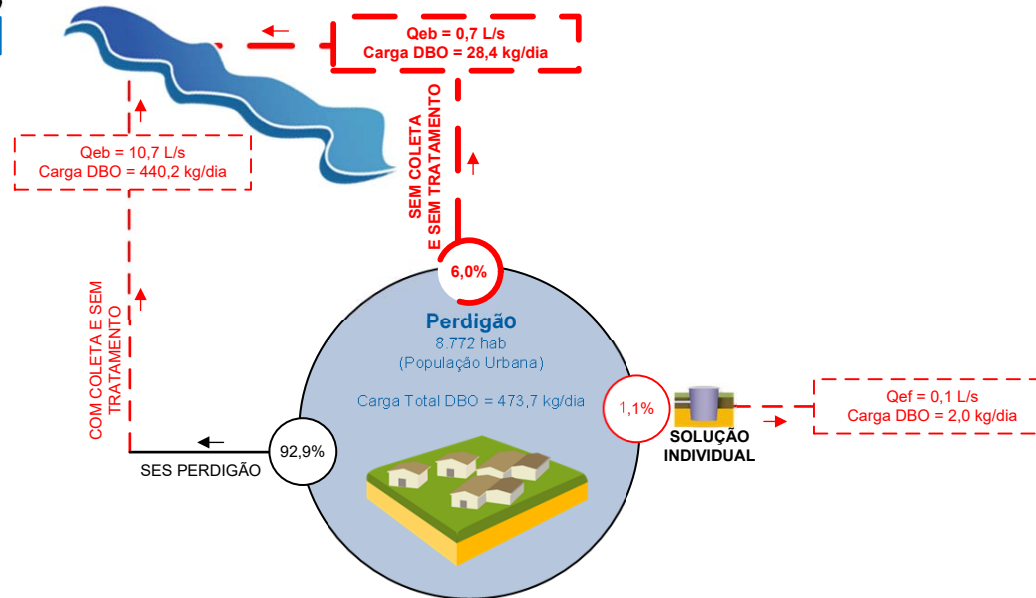 Qeb = 0,7 L/s
Carga DBO = 28,4 kg/dia
Qeb = 10,7 L/s
Carga DBO = 440,2 kg/dia
SEM COLETA
E SEM TRATAMENTO
COM COLETA E SEM
TRATAMENTO
6,0%
Perdigão
8.772 hab
(População Urbana)
Carga Total DBO = 473,7 kg/dia
1,1%
SOLUÇÃO
INDIVIDUAL
Qef = 0,1 L/s
Carga DBO = 2,0 kg/dia
92,9%
SES PERDIGÃO